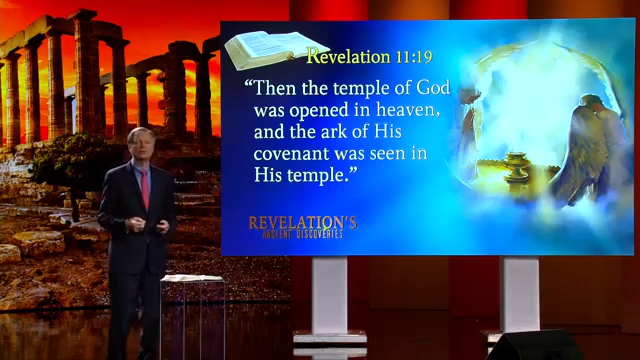 Revelation 11:19
“Then the temple of God
was opened in heaven,
and the ark of His
covenant was seen in
His temple.”
REVELATION'S
ANCIENT DISCOVERIES